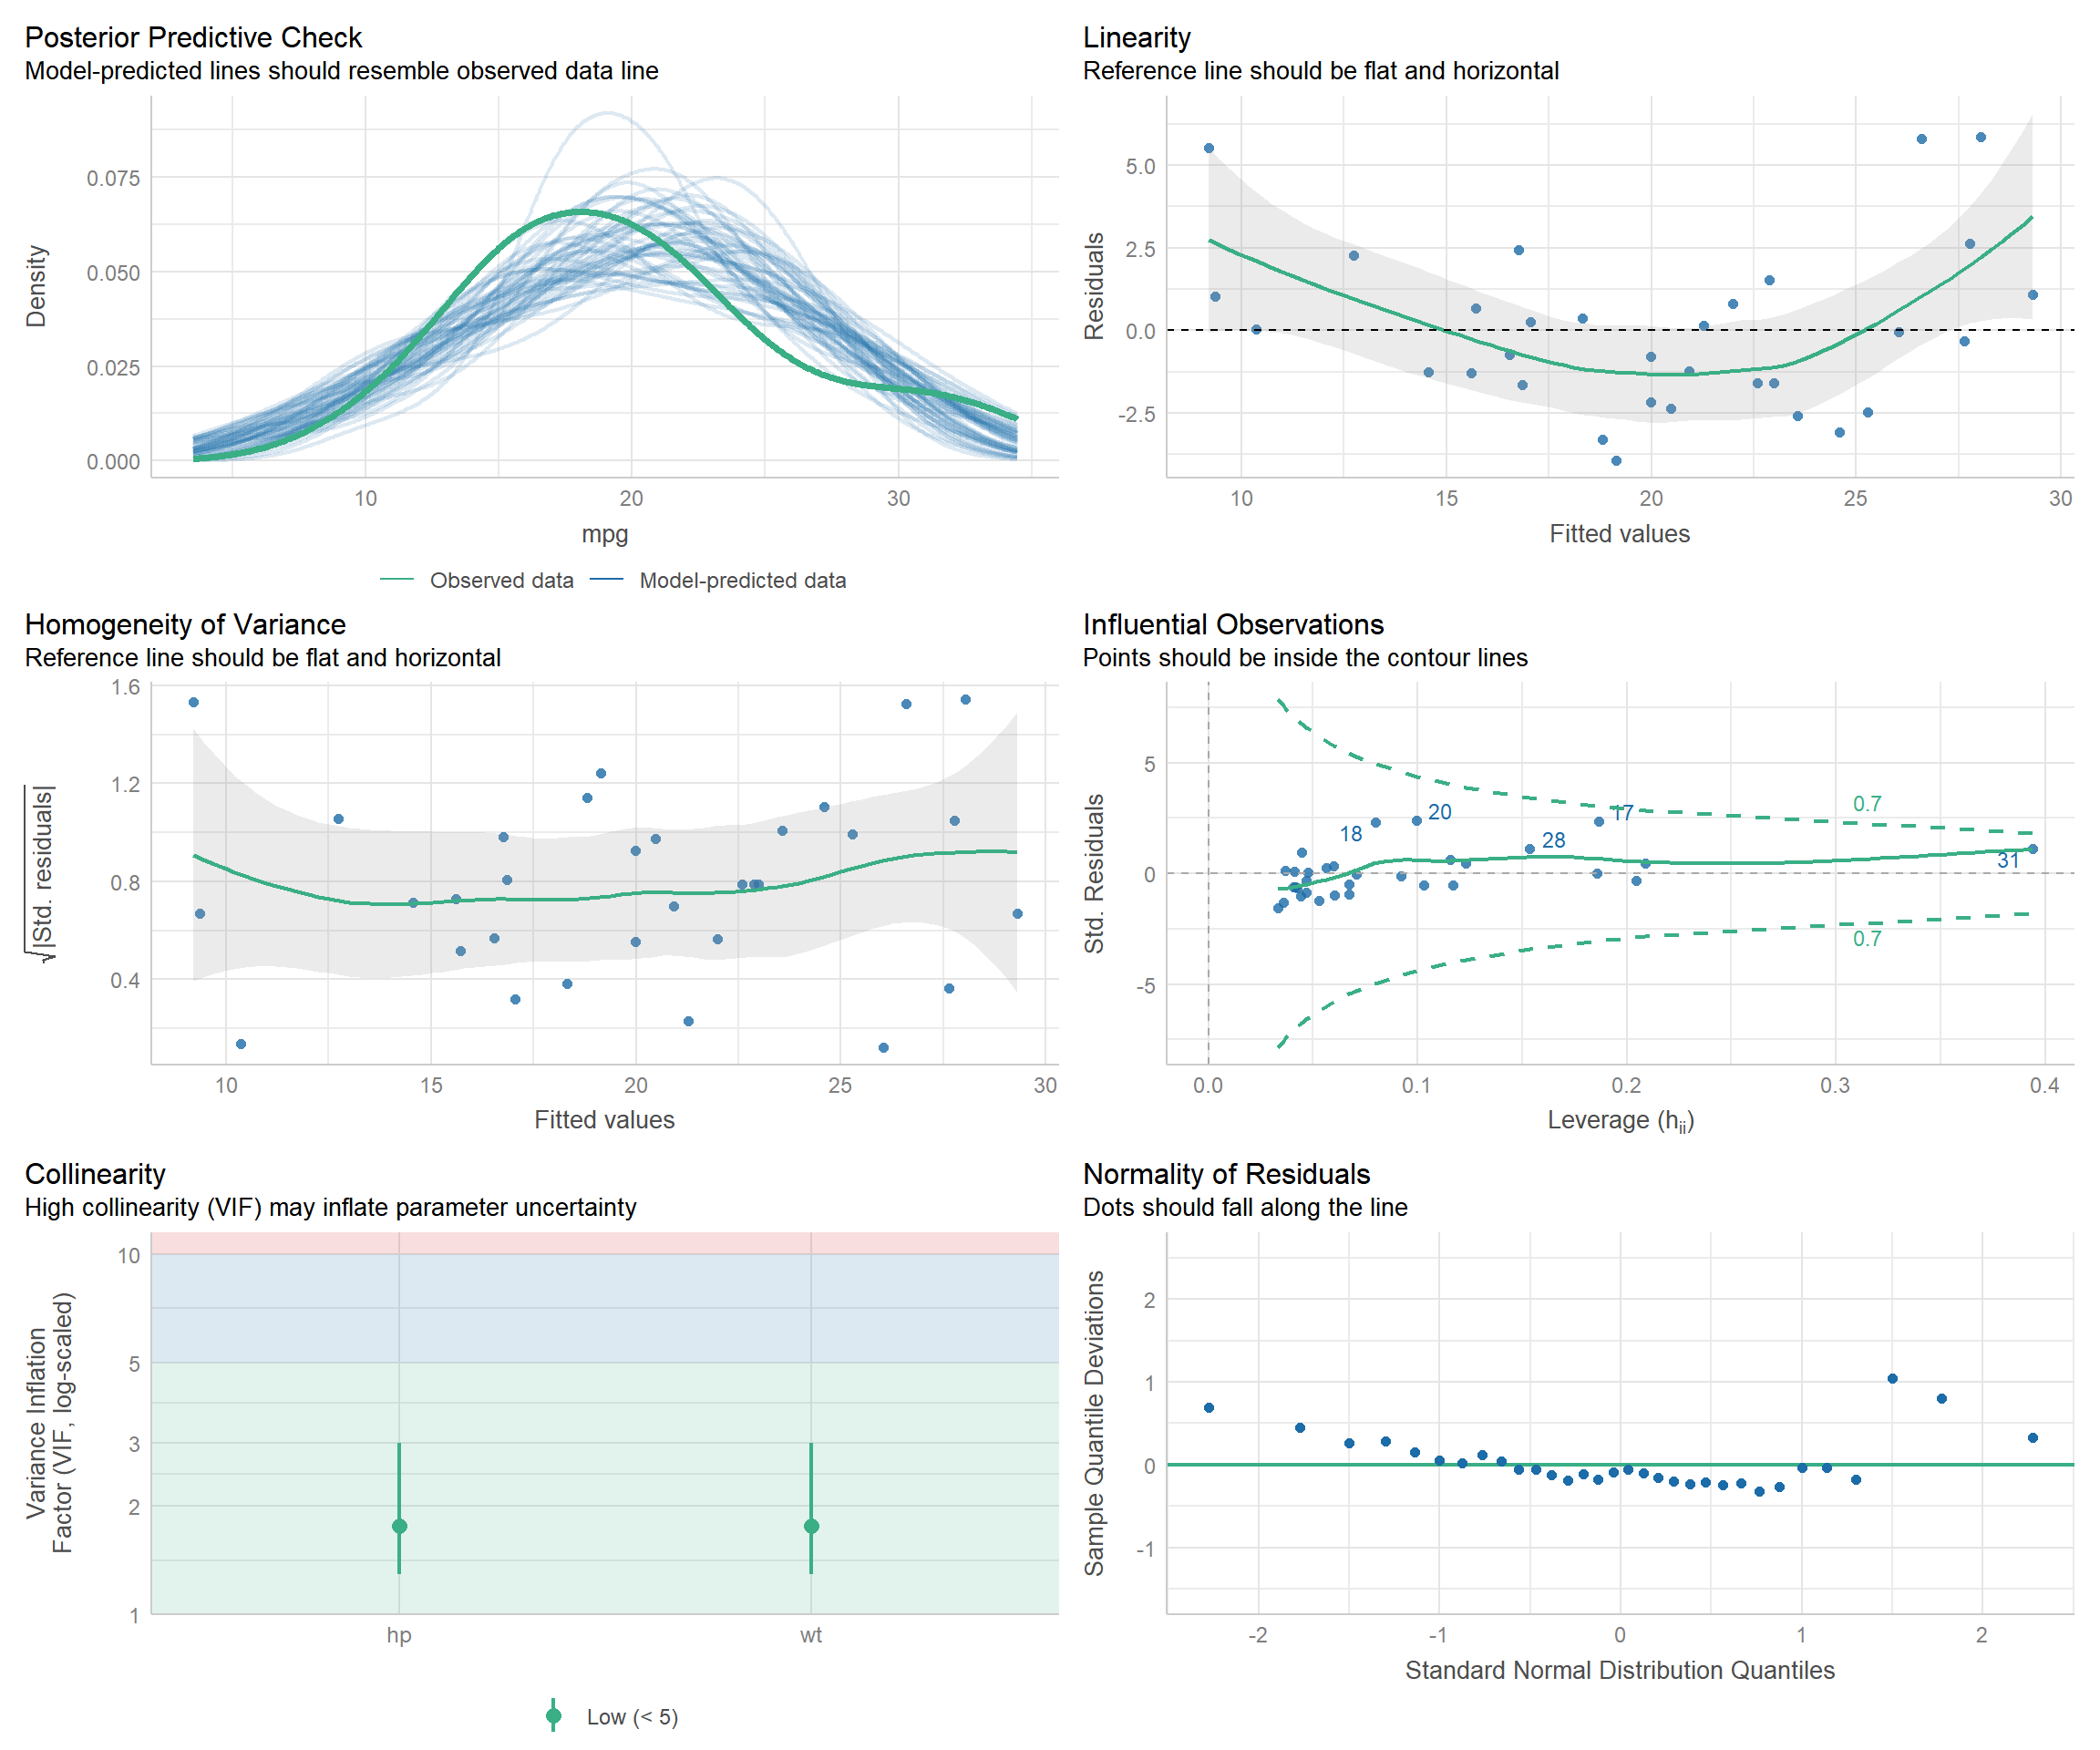 Posterior Predictive Check
Model-predicted lines should resemble observed data line
Density
0.075
0.050
0.025
0.000
10
20
30
mpg
Observed data
Model-predicted data
Linearity
Reference line should be flat and horizontal
Residuals
5.0
2.5
0.0
-2.5
10
15
20
25
30
Fitted values
Homogeneity of Variance
Reference line should be flat and horizontal
√|Std. residuals|
1.6
1.2
0.8
0.4
10
15
20
25
30
Fitted values
Influential Observations
Points should be inside the contour lines
Std. Residuals
5
0
-5
18
20
28
17
31
0.7
0.7
0.0
0.1
0.2
0.3
0.4
Leverage (hii)
Collinearity
High collinearity (VIF) may inflate parameter uncertainty
Variance Inflation
Factor (VIF, log-scaled)
10
5
3
2
1
hp
wt
Low (< 5)
Normality of Residuals
Dots should fall along the line
Sample Quantile Deviations
2
1
0
-1
-2
-1
0
1
2
Standard Normal Distribution Quantiles